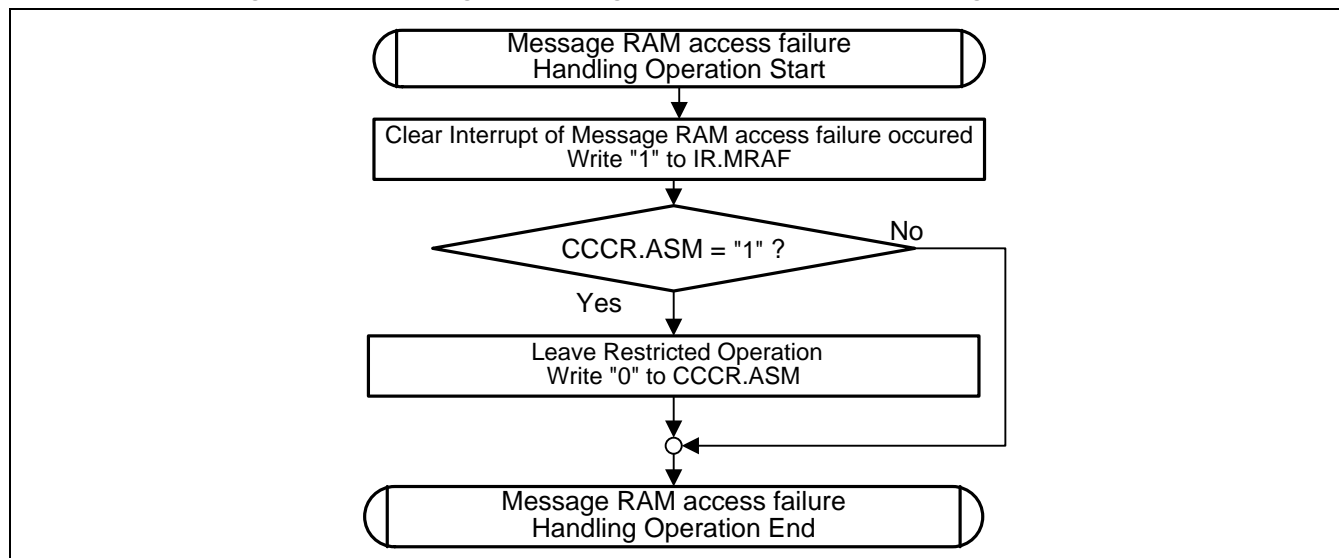 Message RAM access failure
Handling Operation Start
Clear Interrupt of Message RAM access failure occured
Write "1" to IR.MRAF
CCCR.ASM = "1" ?
No
Yes
Leave Restricted Operation
Write "0" to CCCR.ASM
Message RAM access failure
Handling Operation End